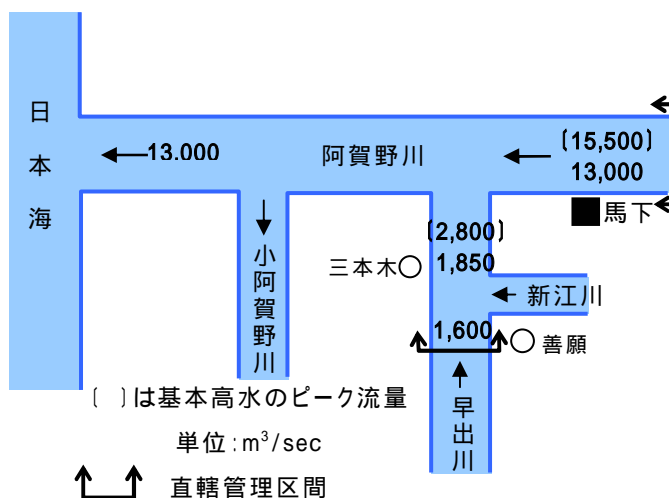 日本海
13.000
阿賀野川
(15,500)
13,000
馬下
(2,800)
1,850
三本木
小阿賀野川
新江川
1,600
善願
早出川
( )は基本高水のピーク流量
単位:m³/sec
直轄管理区間